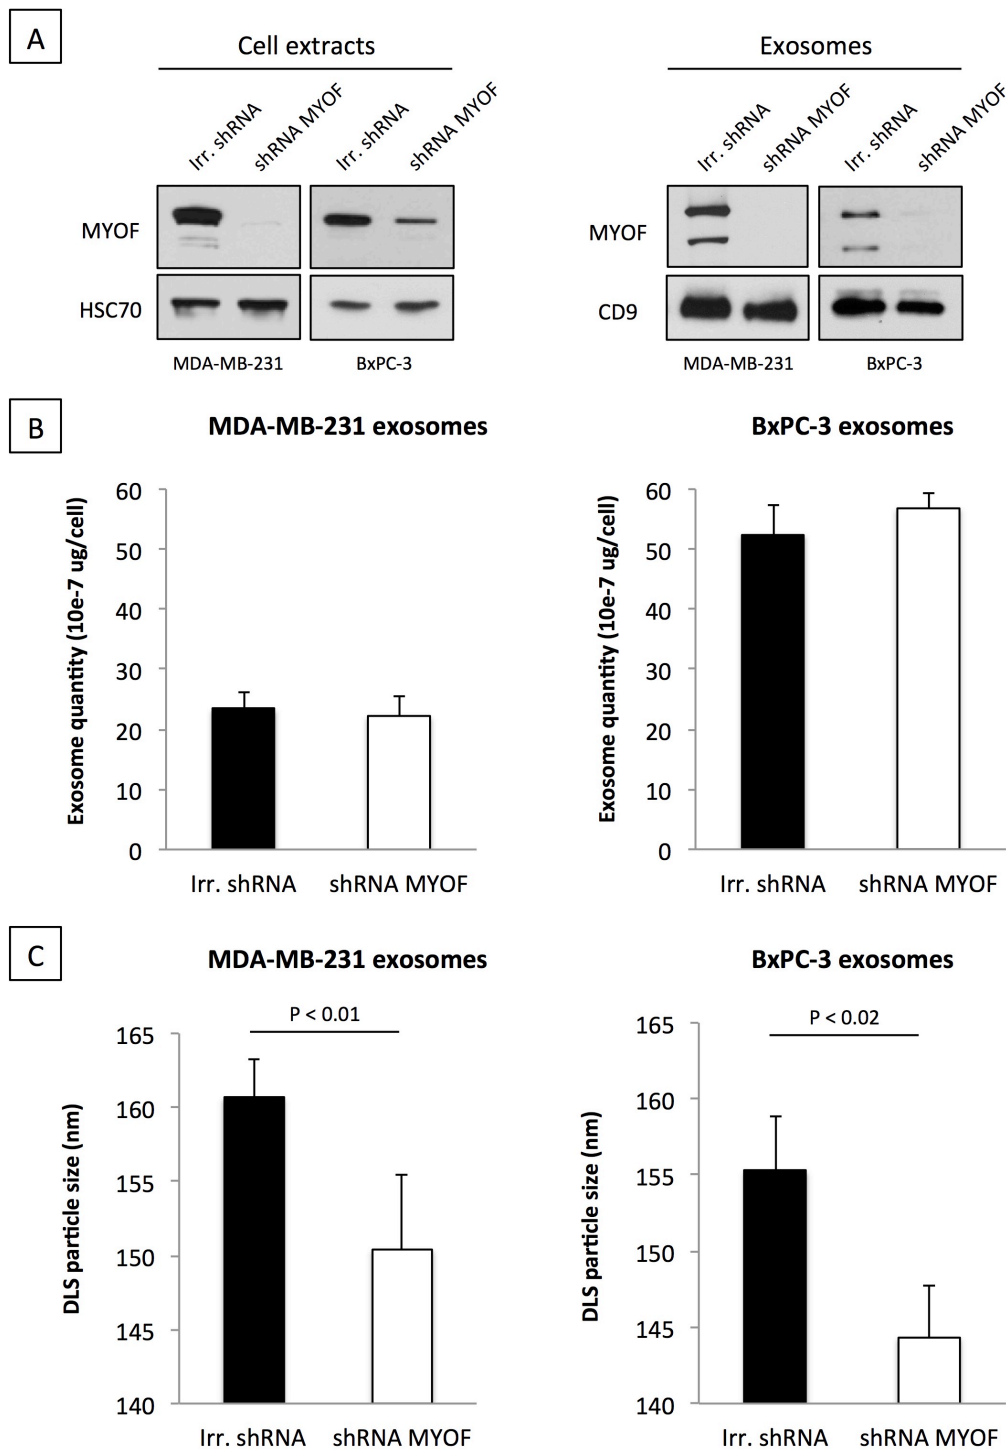 A
Cell extracts
Exosomes
Irr. shRNA
shRNA MYOF
Irr. shRNA
shRNA MYOF
Irr. shRNA
shRNA MYOF
Irr. shRNA
shRNA MYOF
MYOF
MYOF
HSC70
CD9
MDA-MB-231
BxPC-3
MDA-MB-231
BxPC-3
B
MDA-MB-231 exosomes
Exosome quantity (10e-7 ug/cell)
60
50
40
30
20
10
0
Irr. shRNA
shRNA MYOF
BxPC-3 exosomes
Exosome quantity (10e-7 ug/cell)
60
50
40
30
20
10
0
Irr. shRNA
shRNA MYOF
C
MDA-MB-231 exosomes
P < 0.01
DLS particle size (nm)
165
160
155
150
145
140
Irr. shRNA
shRNA MYOF
BxPC-3 exosomes
P < 0.02
DLS particle size (nm)
165
160
155
150
145
140
Irr. shRNA
shRNA MYOF